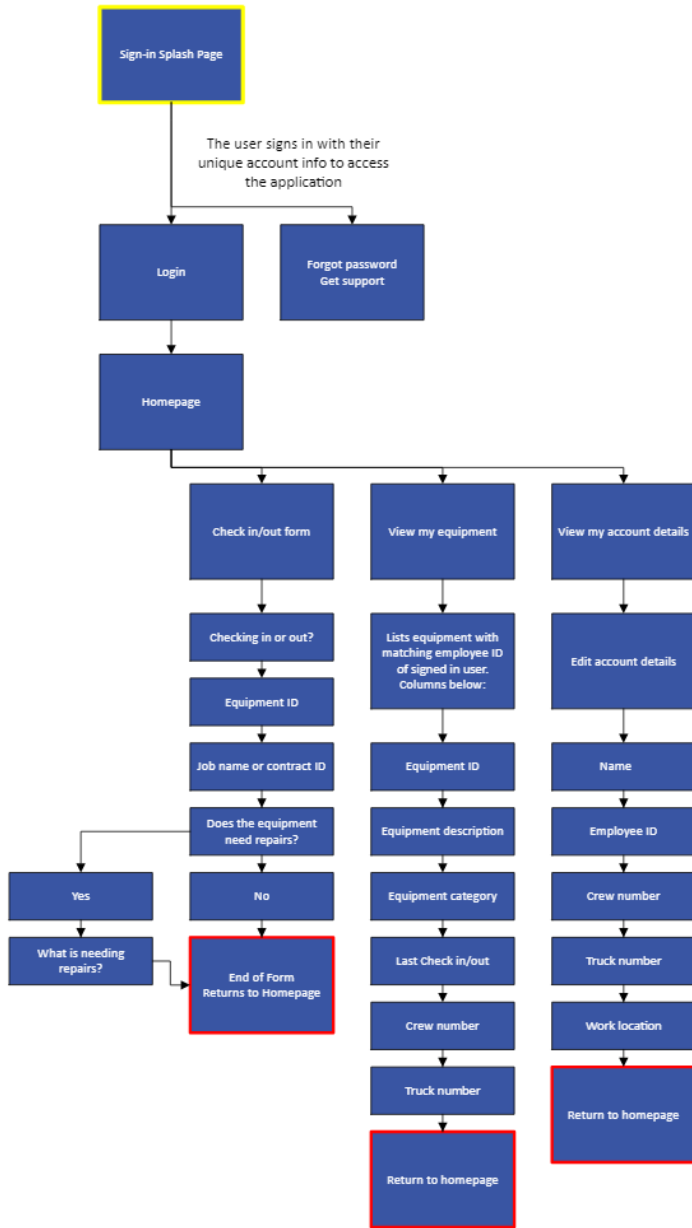 Sign-in Splash Page
The user signs in with their
unique account info to access
the application
Login
Forgot password
Get support
Homepage
Check in/out form
View my equipment
View my account details
Checking in or out?
Lists equipment with
matching employee ID
of signed in user.
Columns below:
Edit account details
Equipment ID
Job name or contract ID
Equipment ID
Name
Does the equipment
need repairs?
Equipment description
Employee ID
Yes
No
Equipment category
Crew number
What is needing
repairs?
End of Form
Returns to Homepage
Last Check in/out
Truck number
Crew number
Work location
Truck number
Return to homepage
Return to homepage